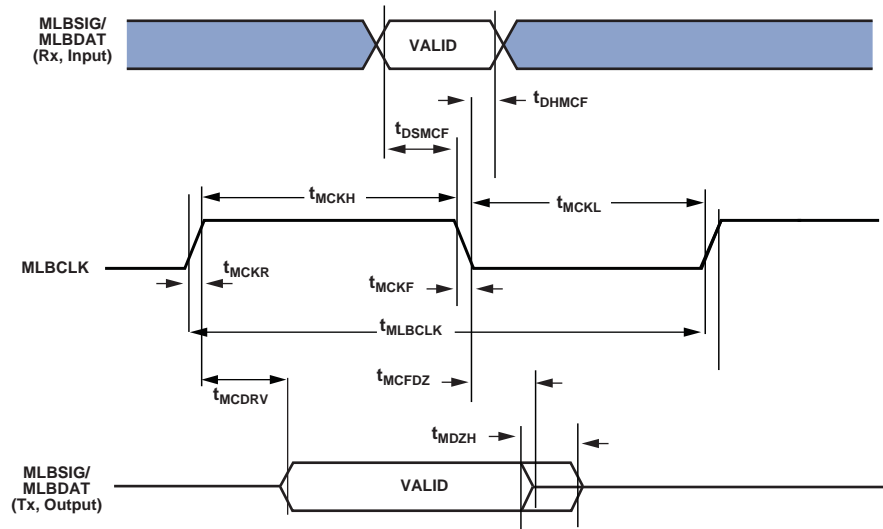 MLBSIG/
MLBDAT
(Rx, Input)
VALID
tDHMCF
tDSMCF
tMCKH
tMCKL
MLBCLK
tMCKR
tMCKF
tMLBCLK
tMCFDZ
tMCDRV
tMDZH
MLBSIG/
MLBDAT
(Tx, Output)
VALID